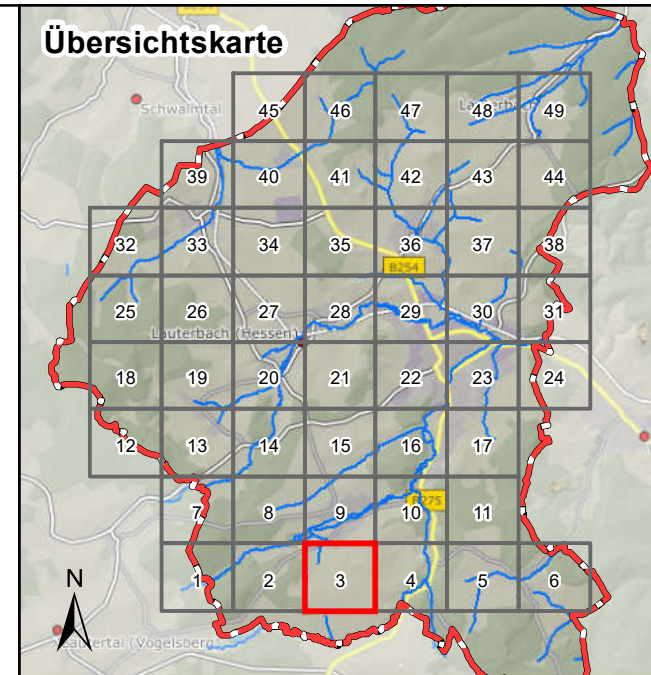 Übersichtskarte
Schwalmtal
45 46 47 48 49
39 40 41 42 43 44
32 33 34 35 36 37 38
B254
25 26 27 28 29 30 31
Lauterbach (Hessen)
18 19 20 21 22 23 24
12 13 14 15 16 17
7 8 9 10 11
B275
1 2 3 4 5 6
N
Lautertal (Vogelsberg)